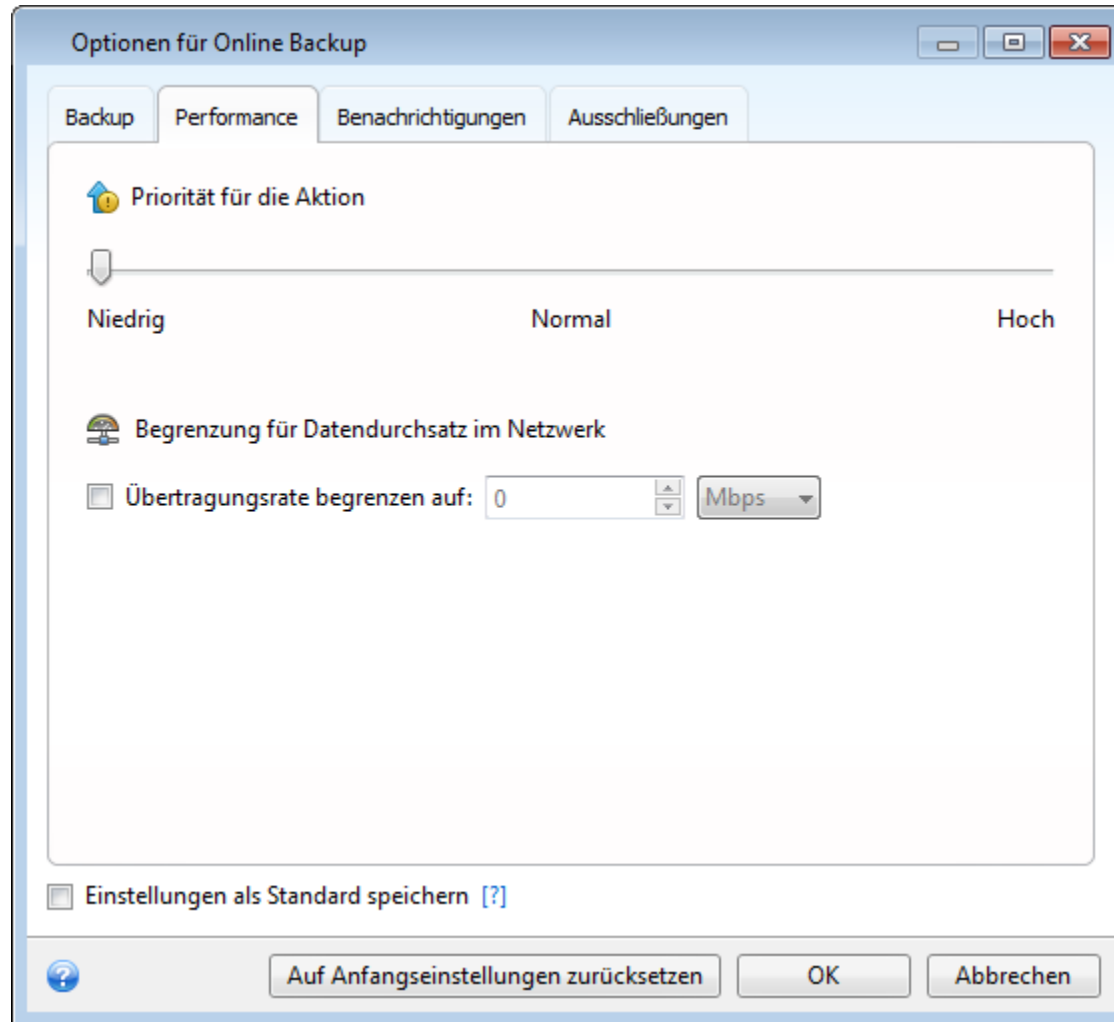 Optionen für Online Backup
Backup Performance Benachrichtigungen Ausschließungen
Priorität für die Aktion
Niedrig Normal Hoch
Begrenzung für Datendurchsatz im Netzwerk
Übertragungsrate begrenzen auf: 0 Mbps
Einstellungen als Standard speichern [?]
Auf Anfangseinstellungen zurücksetzen OK Abbrechen